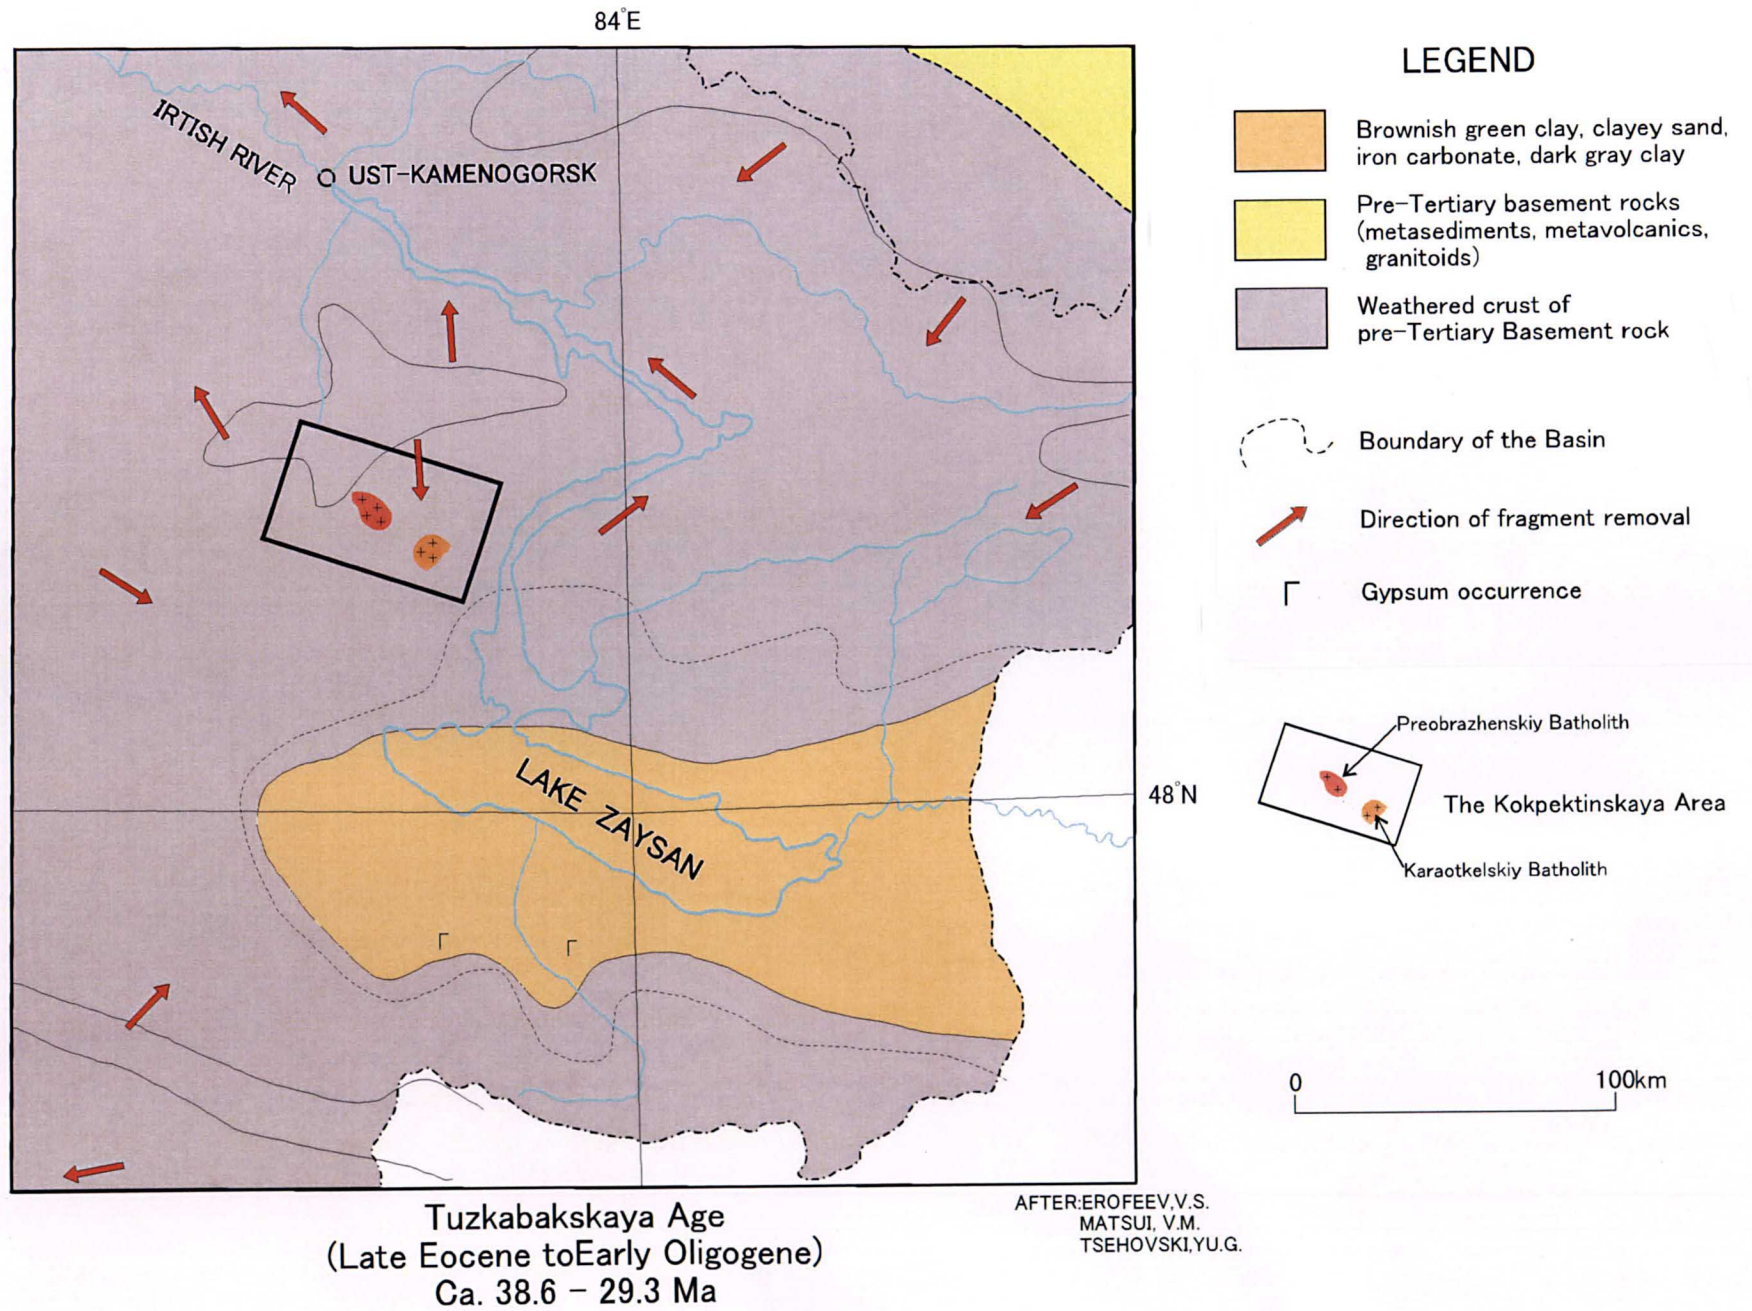 84°E
IRTISH RIVER
UST-KAMENOGORSK
LAKE ZAYSAN
Γ
Γ
48°N
Tuzkabakskaya Age
(Late Eocene toEarly Oligogene)
Ca. 38.6 - 29.3 Ma
AFTER:EROFEEV,V.S.
MATSUI, V.M.
TSEHOVSKI,YU.G.
LEGEND
Brownish green clay, clayey sand,
iron carbonate, dark gray clay
Pre-Tertiary basement rocks
(metasediments, metavolcanics,
granitoids)
Weathered crust of
pre-Tertiary Basement rock
Boundary of the Basin
Direction of fragment removal
Γ Gypsum occurrence
Preobrazhenskiy Batholith
The Kokpektinskaya Area
Karaotkelskiy Batholith
0 100km